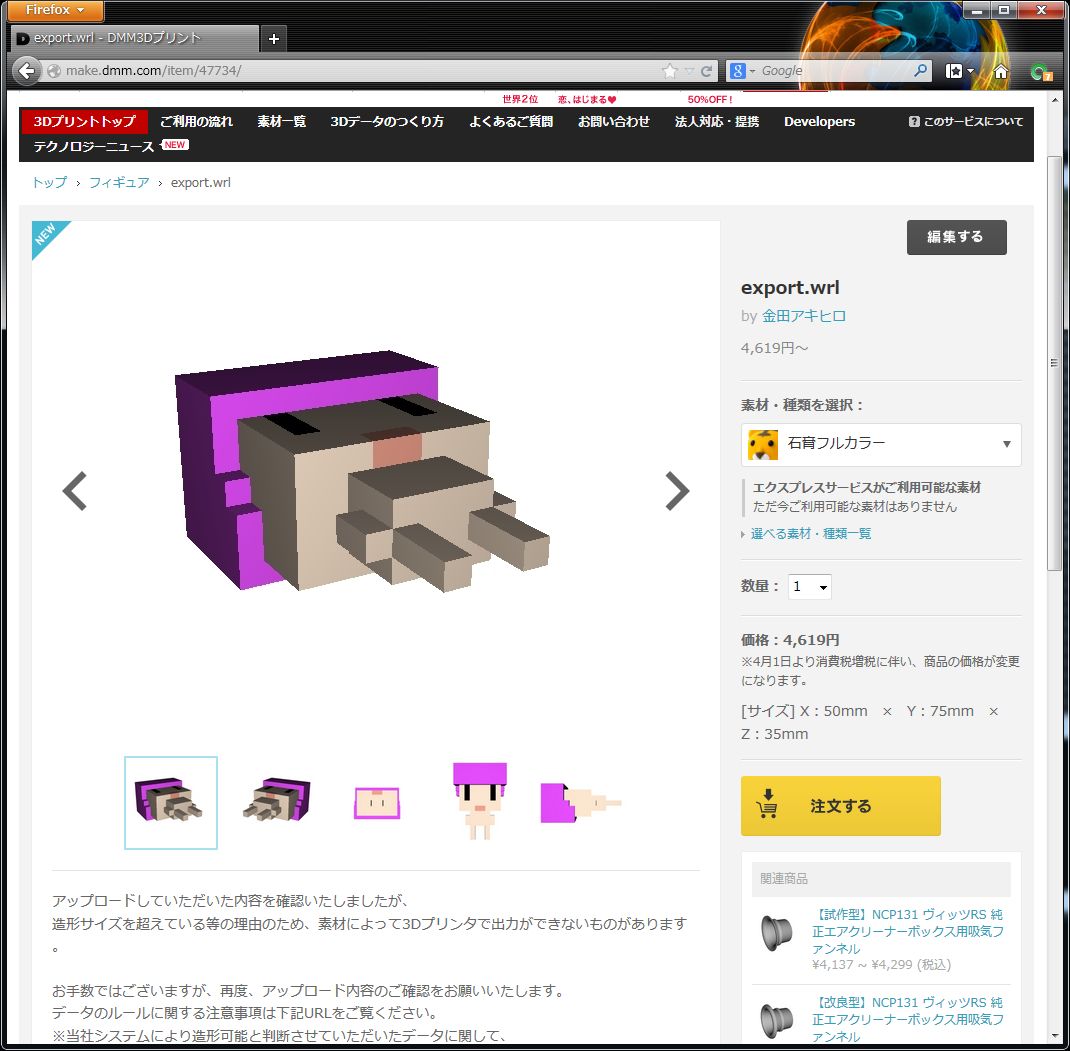 Firefox
export.wrl - DMM3Dプリント
make.dmm.com/item/47734/
Google
世界2位 恋、はじまる♥ 50%OFF!
3Dプリントトップ ご利用の流れ 素材一覧 3Dデータのつくり方 よくあるご質問 お問い合わせ 法人対応・提携 Developers ? このサービスについて
テクノロジーニュース NEW
トップ › フィギュア › export.wrl
NEW
編集する
export.wrl
by 金田アキヒロ
4,619円～
素材・種類を選択：
石膏フルカラー
エクスプレスサービスがご利用可能な素材
ただ今ご利用可能な素材はありません
選べる素材・種類一覧
数量： 1
価格：4,619円
※4月1日より消費税増税に伴い、商品の価格が変更
になります。
[サイズ] X：50mm × Y：75mm ×
Z：35mm
注文する
関連商品
【試作型】NCP131 ヴィッツRS 純
正エアクリーナーボックス用吸気フ
ァンネル
¥4,137 ~ ¥4,299 (税込)
【改良型】NCP131 ヴィッツRS 純
正エアクリーナーボックス用吸気フ
ァンネル
アップロードしていただいた内容を確認いたしましたが、
造形サイズを超えている等の理由のため、素材によって3Dプリンタで出力ができないものがあります
。
お手数ではございますが、再度、アップロード内容のご確認をお願いいたします。
データのルールに関する注意事項は下記URLをご覧ください。
※当社システムにより造形可能と判断させていただいたデータに関して、